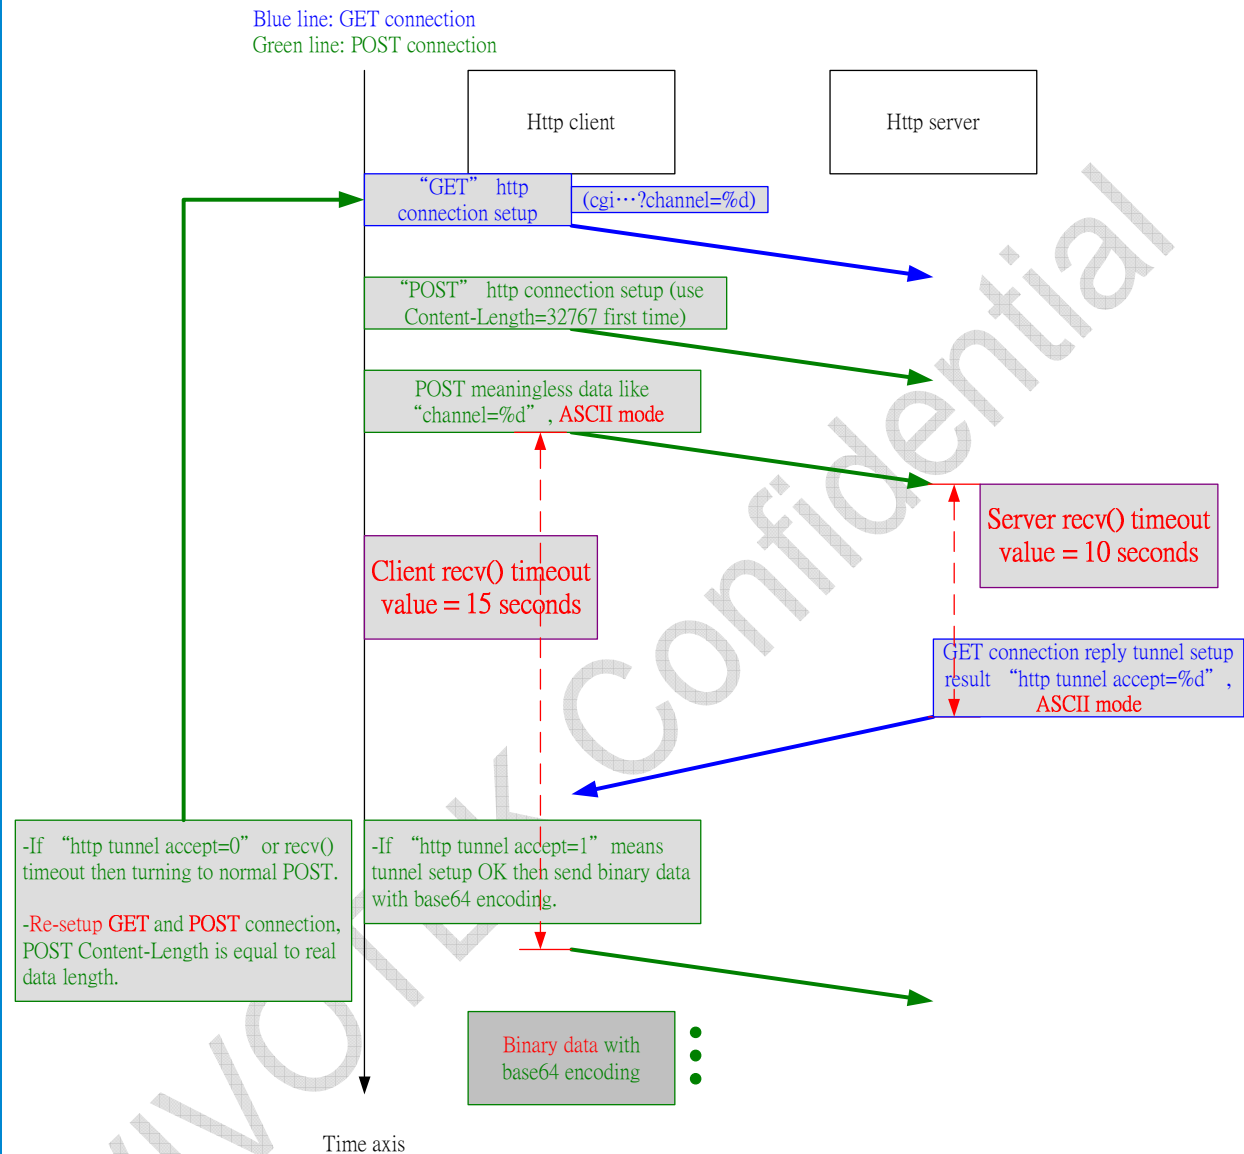 Blue line: GET connection
Green line: POST connection
Http client
Http server
“GET” http
connection setup
(cgi⋯?channel=%d)
“POST” http connection setup (use
Content-Length=32767 first time)
POST meaningless data like
“channel=%d” , ASCII mode
Server recv() timeout
value = 10 seconds
Client recv() timeout
value = 15 seconds
GET connection reply tunnel setup
result “http tunnel accept=%d” ,
ASCII mode
-If “http tunnel accept=0” or recv()
timeout then turning to normal POST.
-Re-setup GET and POST connection,
POST Content-Length is equal to real
data length.
-If “http tunnel accept=1” means
tunnel setup OK then send binary data
with base64 encoding.
Binary data with
base64 encoding
Time axis
VIVOTEK Confidential